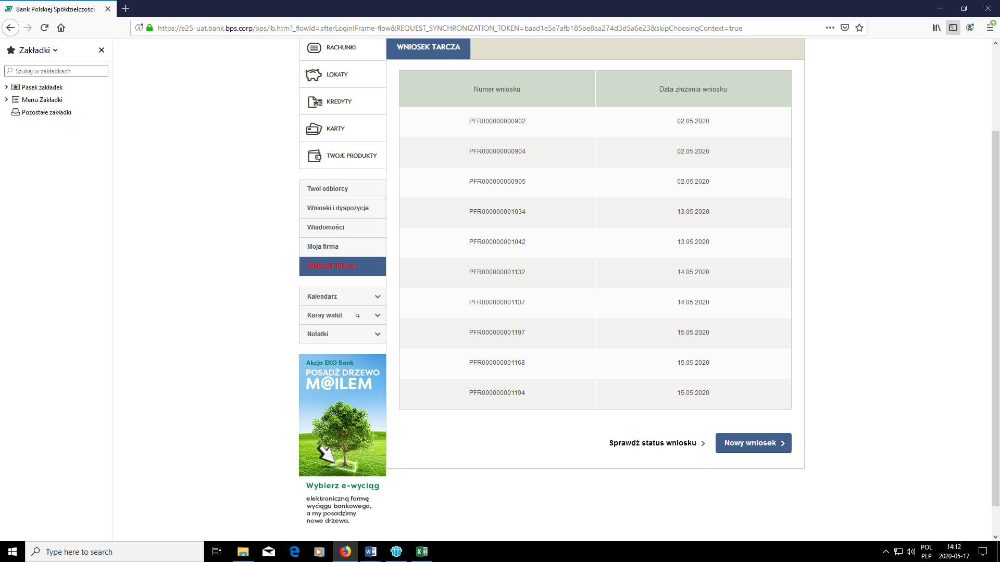 Bank Polskiej Spółdzielczości
https://e25-uat.bank.bps.corp/bps/ib.htm?_flowId=afterLoginIFrame-flow&REQUEST_SYNCHRONIZATION_TOKEN=baad1e5e7afb185be8aa274d3d5a6e23&skipChoosingContext=true
Zakładki
Szukaj w zakładkach
Pasek zakładek
Menu Zakładki
Pozostałe zakładki
RACHUNKI
LOKATY
KREDYTY
KARTY
TWOJE PRODUKTY
Twoi odbiorcy
Wnioski i dyspozycje
Wiadomości
Moja firma
Wniosek Tarcza
Kalendarz
Kursy walut
Notatki
Akcja EKO Bank
POSADŹ DRZEWO
M@ILEM
Wybierz e-wyciąg
elektroniczną formę
wyciągu bankowego,
a my posadzimy
nowe drzewa.
WNIOSEK TARCZA
Numer wniosku Data złożenia wniosku
PFR000000000902 02.05.2020
PFR000000000904 02.05.2020
PFR000000000905 02.05.2020
PFR000000001034 13.05.2020
PFR000000001042 13.05.2020
PFR000000001132 14.05.2020
PFR000000001137 14.05.2020
PFR000000001197 15.05.2020
PFR000000001168 15.05.2020
PFR000000001194 15.05.2020
Sprawdź status wniosku Nowy wniosek
Type here to search
POL
PLP
14:12
2020-05-17